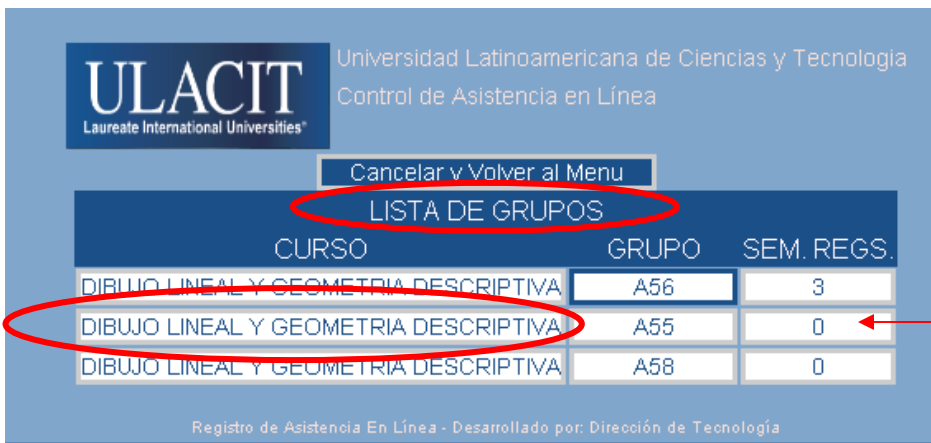 ULACIT
Laureate International Universities®
Universidad Latinoamericana de Ciencias y Tecnologia
Control de Asistencia en Línea
Cancelar y Volver al Menu
LISTA DE GRUPOS
CURSO GRUPO SEM. REGS.
DIBUJO LINEAL Y GEOMETRIA DESCRIPTIVA A56 3
DIBUJO LINEAL Y GEOMETRIA DESCRIPTIVA A55 0
DIBUJO LINEAL Y GEOMETRIA DESCRIPTIVA A58 0
Registro de Asistencia En Línea - Desarrollado por: Dirección de Tecnología